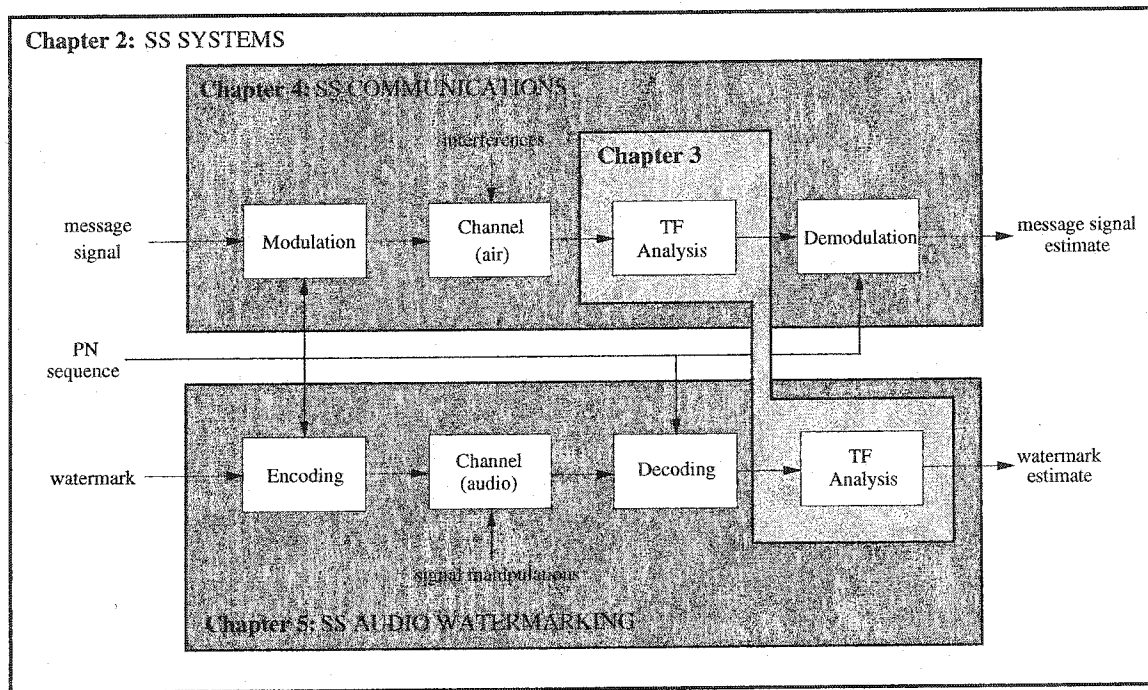 Chapter 2: SS SYSTEMS
Chapter 4: SS COMMUNICATIONS
interferences
Chapter 3
message
signal
Modulation
Channel
(air)
TF
Analysis
Demodulation
message signal
estimate
PN
sequence
watermark
Encoding
Channel
(audio)
Decoding
TF
Analysis
watermark
estimate
signal manipulations
Chapter 5: SS AUDIO WATERMARKING